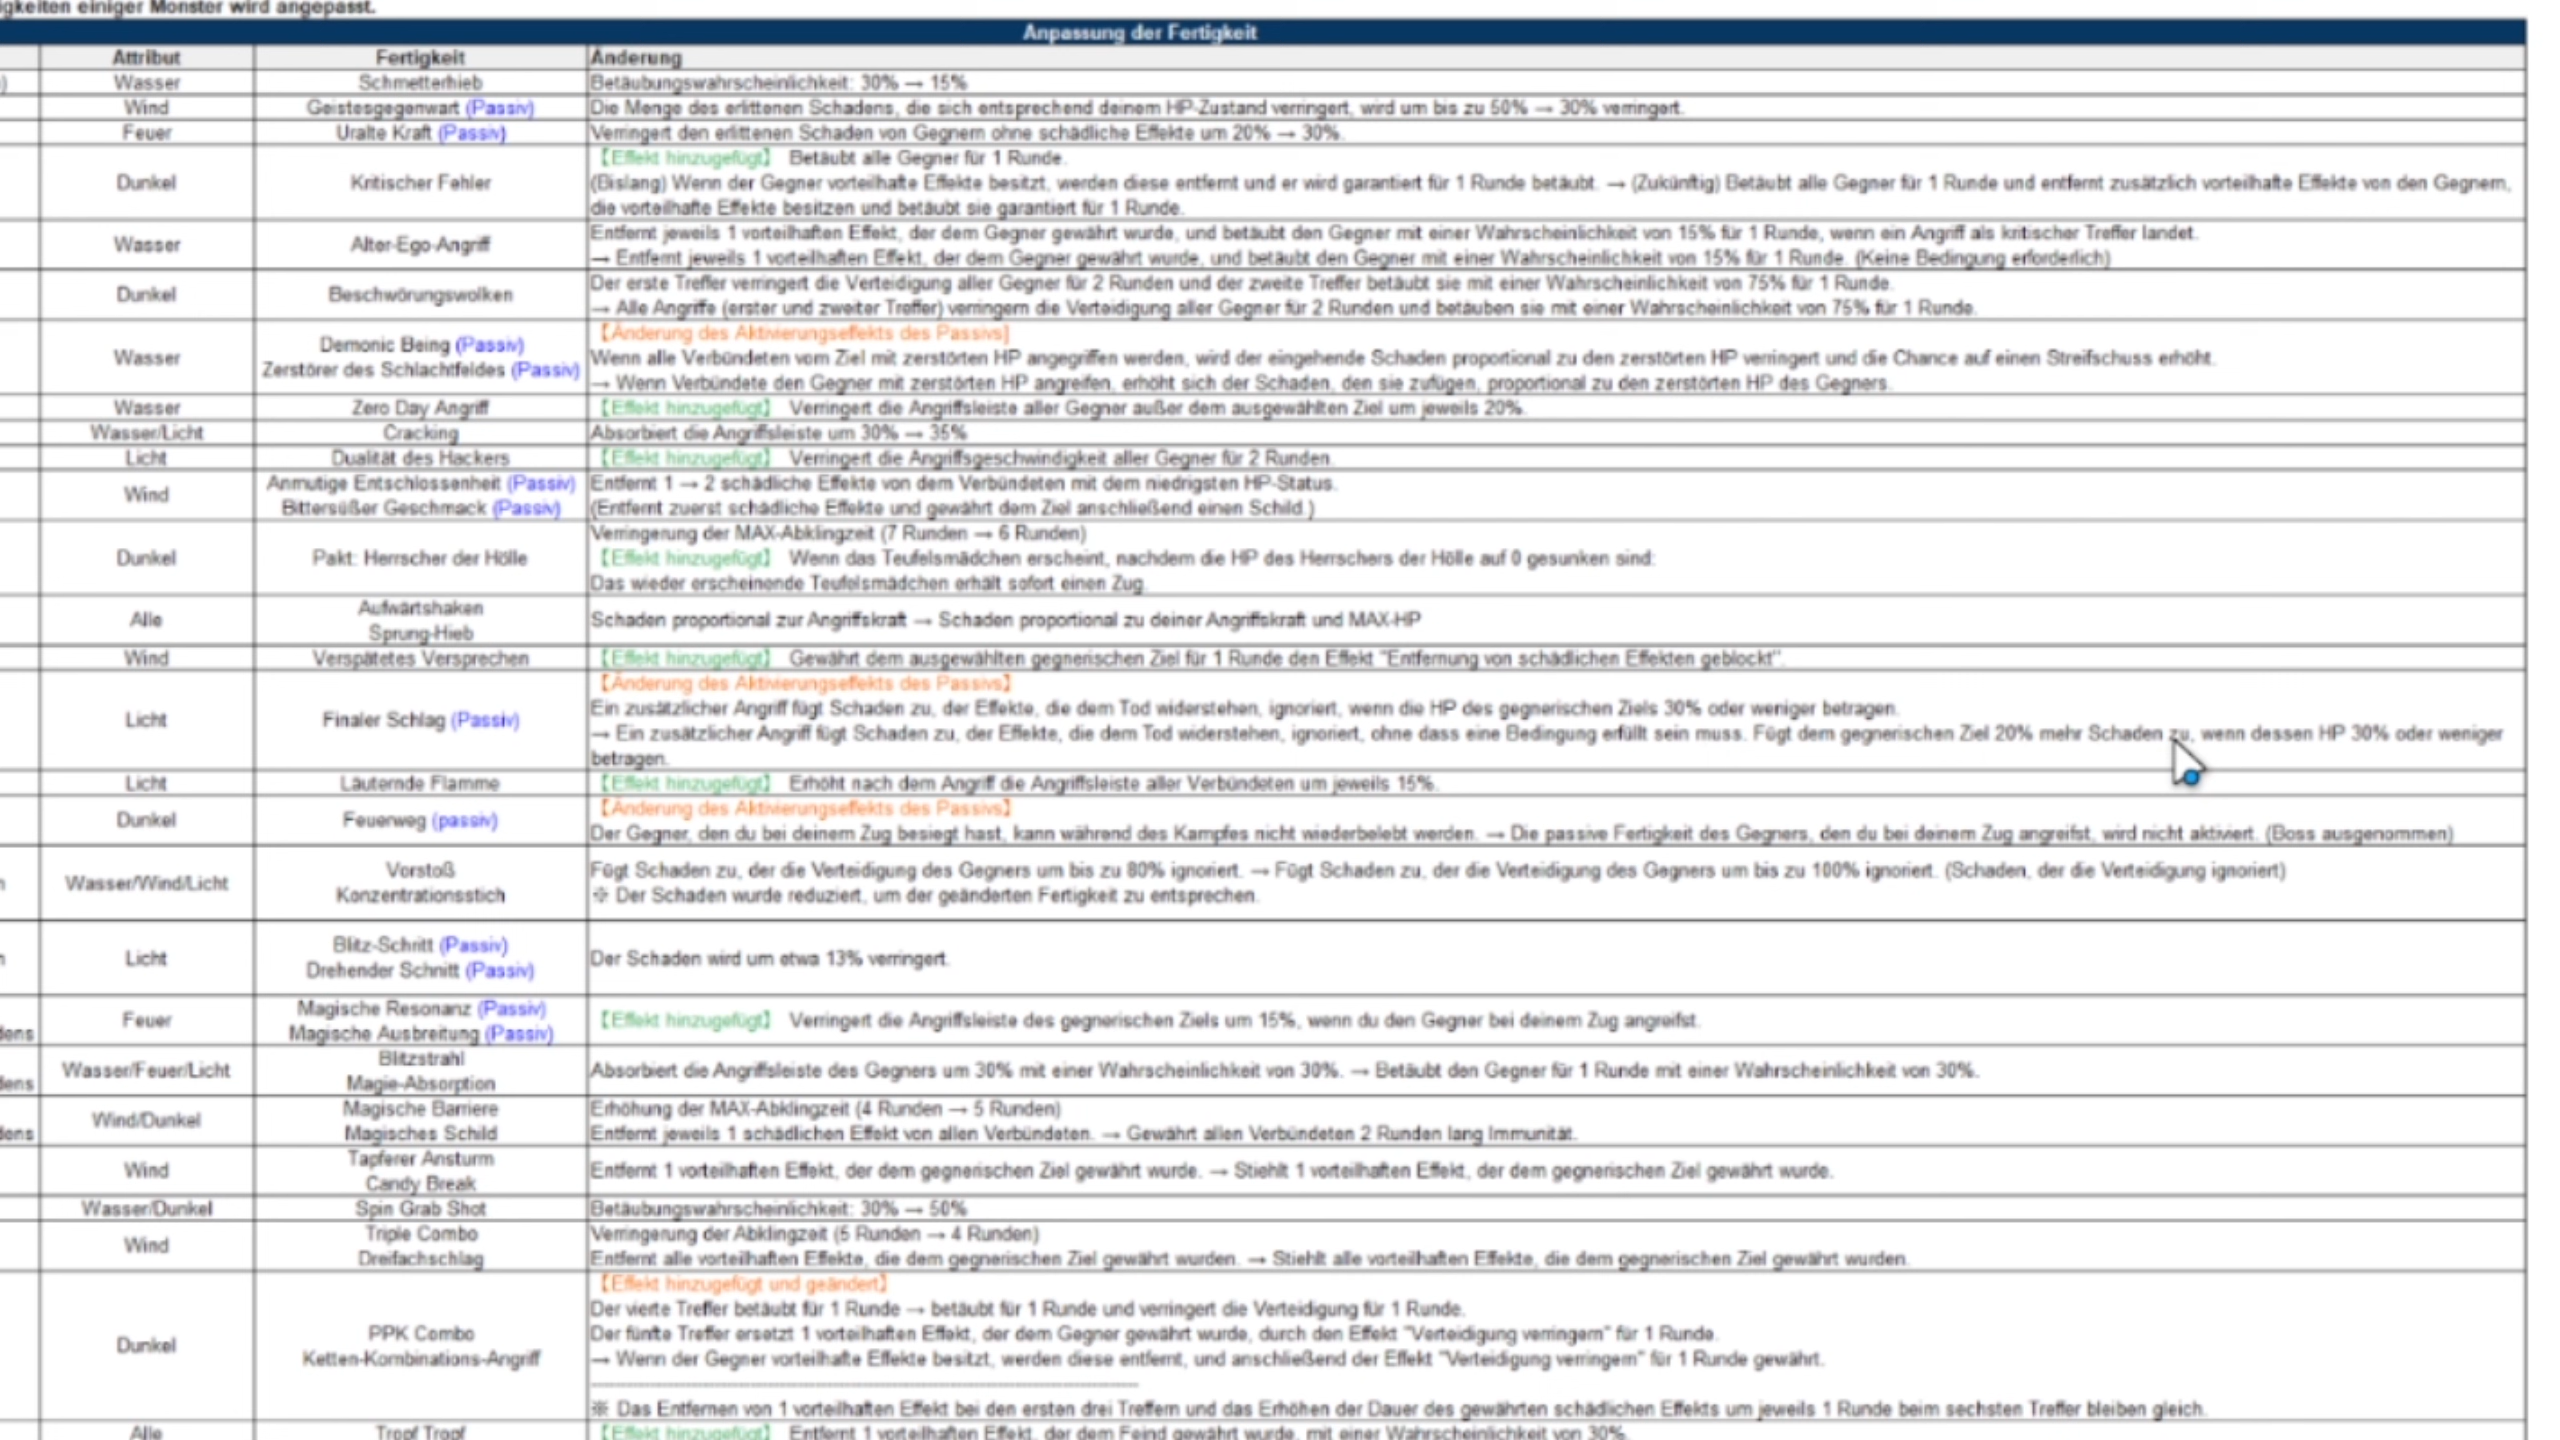 gkeiten einiger Monster wird angepasst.
Anpassung der Fertigkeit
Attribut Fertigkeit Änderung
) Wasser Schmetterhieb Betäubungswahrscheinlichkeit: 30% → 15%
Wind Geistesgegenwart (Passiv) Die Menge des erlittenen Schadens, die sich entsprechend deinem HP-Zustand verringert, wird um bis zu 50% → 30% verringert.
Feuer Uralte Kraft (Passiv) Verringert den erlittenen Schaden von Gegnern ohne schädliche Effekte um 20% → 30%.
Dunkel Kritischer Fehler 【Effekt hinzugefügt】 Betäubt alle Gegner für 1 Runde.
(Bislang) Wenn der Gegner vorteilhafte Effekte besitzt, werden diese entfernt und er wird garantiert für 1 Runde betäubt. → (Zukünftig) Betäubt alle Gegner für 1 Runde und entfernt zusätzlich vorteilhafte Effekte von den Gegnern,
die vorteilhafte Effekte besitzen und betäubt sie garantiert für 1 Runde.
Wasser Alter-Ego-Angriff Entfernt jeweils 1 vorteilhaften Effekt, der dem Gegner gewährt wurde, und betäubt den Gegner mit einer Wahrscheinlichkeit von 15% für 1 Runde, wenn ein Angriff als kritischer Treffer landet.
→ Entfernt jeweils 1 vorteilhaften Effekt, der dem Gegner gewährt wurde, und betäubt den Gegner mit einer Wahrscheinlichkeit von 15% für 1 Runde. (Keine Bedingung erforderlich)
Dunkel Beschwörungswolken Der erste Treffer verringert die Verteidigung aller Gegner für 2 Runden und der zweite Treffer betäubt sie mit einer Wahrscheinlichkeit von 75% für 1 Runde.
→ Alle Angriffe (erster und zweiter Treffer) verringern die Verteidigung aller Gegner für 2 Runden und betäuben sie mit einer Wahrscheinlichkeit von 75% für 1 Runde.
Wasser Demonic Being (Passiv) 【Änderung des Aktivierungseffekts des Passivs]
Zerstörer des Schlachtfeldes (Passiv) Wenn alle Verbündeten vom Ziel mit zerstörten HP angegriffen werden, wird der eingehende Schaden proportional zu den zerstörten HP verringert und die Chance auf einen Streifschuss erhöht.
→ Wenn Verbündete den Gegner mit zerstörten HP angreifen, erhöht sich der Schaden, den sie zufügen, proportional zu den zerstörten HP des Gegners.
Wasser Zero Day Angriff 【Effekt hinzugefügt】 Verringert die Angriffsleiste aller Gegner außer dem ausgewählten Ziel um jeweils 20%.
Wasser/Licht Cracking Absorbiert die Angriffsleiste um 30% → 35%
Licht Dualität des Hackers 【Effekt hinzugefügt】 Verringert die Angriffsgeschwindigkeit aller Gegner für 2 Runden.
Wind Anmutige Entschlossenheit (Passiv) Entfernt 1 → 2 schädliche Effekte von dem Verbündeten mit dem niedrigsten HP-Status.
Bittersüßer Geschmack (Passiv) (Entfernt zuerst schädliche Effekte und gewährt dem Ziel anschließend einen Schild.)
Dunkel Pakt: Herrscher der Hölle Verringerung der MAX-Abklingzeit (7 Runden → 6 Runden)
【Effekt hinzugefügt】 Wenn das Teufelsmädchen erscheint, nachdem die HP des Herrschers der Hölle auf 0 gesunken sind:
Das wieder erscheinende Teufelsmädchen erhält sofort einen Zug.
Alle Aufwärtshaken
Sprung-Hieb Schaden proportional zur Angriffskraft → Schaden proportional zu deiner Angriffskraft und MAX-HP
Wind Verspätetes Versprechen 【Effekt hinzugefügt】 Gewährt dem ausgewählten gegnerischen Ziel für 1 Runde den Effekt "Entfernung von schädlichen Effekten geblockt".
Licht Finaler Schlag (Passiv) 【Änderung des Aktivierungseffekts des Passivs】
Ein zusätzlicher Angriff fügt Schaden zu, der Effekte, die dem Tod widerstehen, ignoriert, wenn die HP des gegnerischen Ziels 30% oder weniger betragen.
→ Ein zusätzlicher Angriff fügt Schaden zu, der Effekte, die dem Tod widerstehen, ignoriert, ohne dass eine Bedingung erfüllt sein muss. Fügt dem gegnerischen Ziel 20% mehr Schaden zu, wenn dessen HP 30% oder weniger
betragen.
Licht Läuternde Flamme 【Effekt hinzugefügt】 Erhöht nach dem Angriff die Angriffsleiste aller Verbündeten um jeweils 15%.
Dunkel Feuerweg (passiv) 【Änderung des Aktivierungseffekts des Passivs】
Der Gegner, den du bei deinem Zug besiegt hast, kann während des Kampfes nicht wiederbelebt werden. → Die passive Fertigkeit des Gegners, den du bei deinem Zug angreifst, wird nicht aktiviert. (Boss ausgenommen)
n Wasser/Wind/Licht Vorstoß Fügt Schaden zu, der die Verteidigung des Gegners um bis zu 80% ignoriert. → Fügt Schaden zu, der die Verteidigung des Gegners um bis zu 100% ignoriert. (Schaden, der die Verteidigung ignoriert)
Konzentrationsstich ※ Der Schaden wurde reduziert, um der geänderten Fertigkeit zu entsprechen.
n Licht Blitz-Schritt (Passiv)
Drehender Schnitt (Passiv) Der Schaden wird um etwa 13% verringert.
dens Feuer Magische Resonanz (Passiv)
Magische Ausbreitung (Passiv) 【Effekt hinzugefügt】 Verringert die Angriffsleiste des gegnerischen Ziels um 15%, wenn du den Gegner bei deinem Zug angreifst.
dens Wasser/Feuer/Licht Blitzstrahl
Magie-Absorption Absorbiert die Angriffsleiste des Gegners um 30% mit einer Wahrscheinlichkeit von 30%. → Betäubt den Gegner für 1 Runde mit einer Wahrscheinlichkeit von 30%.
dens Wind/Dunkel Magische Barriere Erhöhung der MAX-Abklingzeit (4 Runden → 5 Runden)
Magisches Schild Entfernt jeweils 1 schädlichen Effekt von allen Verbündeten. → Gewährt allen Verbündeten 2 Runden lang Immunität.
Wind Tapferer Ansturm
Candy Break Entfernt 1 vorteilhaften Effekt, der dem gegnerischen Ziel gewährt wurde. → Stiehlt 1 vorteilhaften Effekt, der dem gegnerischen Ziel gewährt wurde.
Wasser/Dunkel Spin Grab Shot Betäubungswahrscheinlichkeit: 30% → 50%
Wind Triple Combo Verringerung der Abklingzeit (5 Runden → 4 Runden)
Dreifachschlag Entfernt alle vorteilhaften Effekte, die dem gegnerischen Ziel gewährt wurden. → Stiehlt alle vorteilhaften Effekte, die dem gegnerischen Ziel gewährt wurden.
【Effekt hinzugefügt und geändert】
Der vierte Treffer betäubt für 1 Runde → betäubt für 1 Runde und verringert die Verteidigung für 1 Runde.
Dunkel PPK Combo Der fünfte Treffer ersetzt 1 vorteilhaften Effekt, der dem Gegner gewährt wurde, durch den Effekt "Verteidigung verringern" für 1 Runde.
Ketten-Kombinations-Angriff → Wenn der Gegner vorteilhafte Effekte besitzt, werden diese entfernt, und anschließend der Effekt "Verteidigung verringern" für 1 Runde gewährt.
※ Das Entfernen von 1 vorteilhaften Effekt bei den ersten drei Treffern und das Erhöhen der Dauer des gewährten schädlichen Effekts um jeweils 1 Runde beim sechsten Treffer bleiben gleich.
Alle Tropf Tropf 【Effekt hinzugefügt】 Entfernt 1 vorteilhaften Effekt, der dem Feind gewährt wurde, mit einer Wahrscheinlichkeit von 30%.